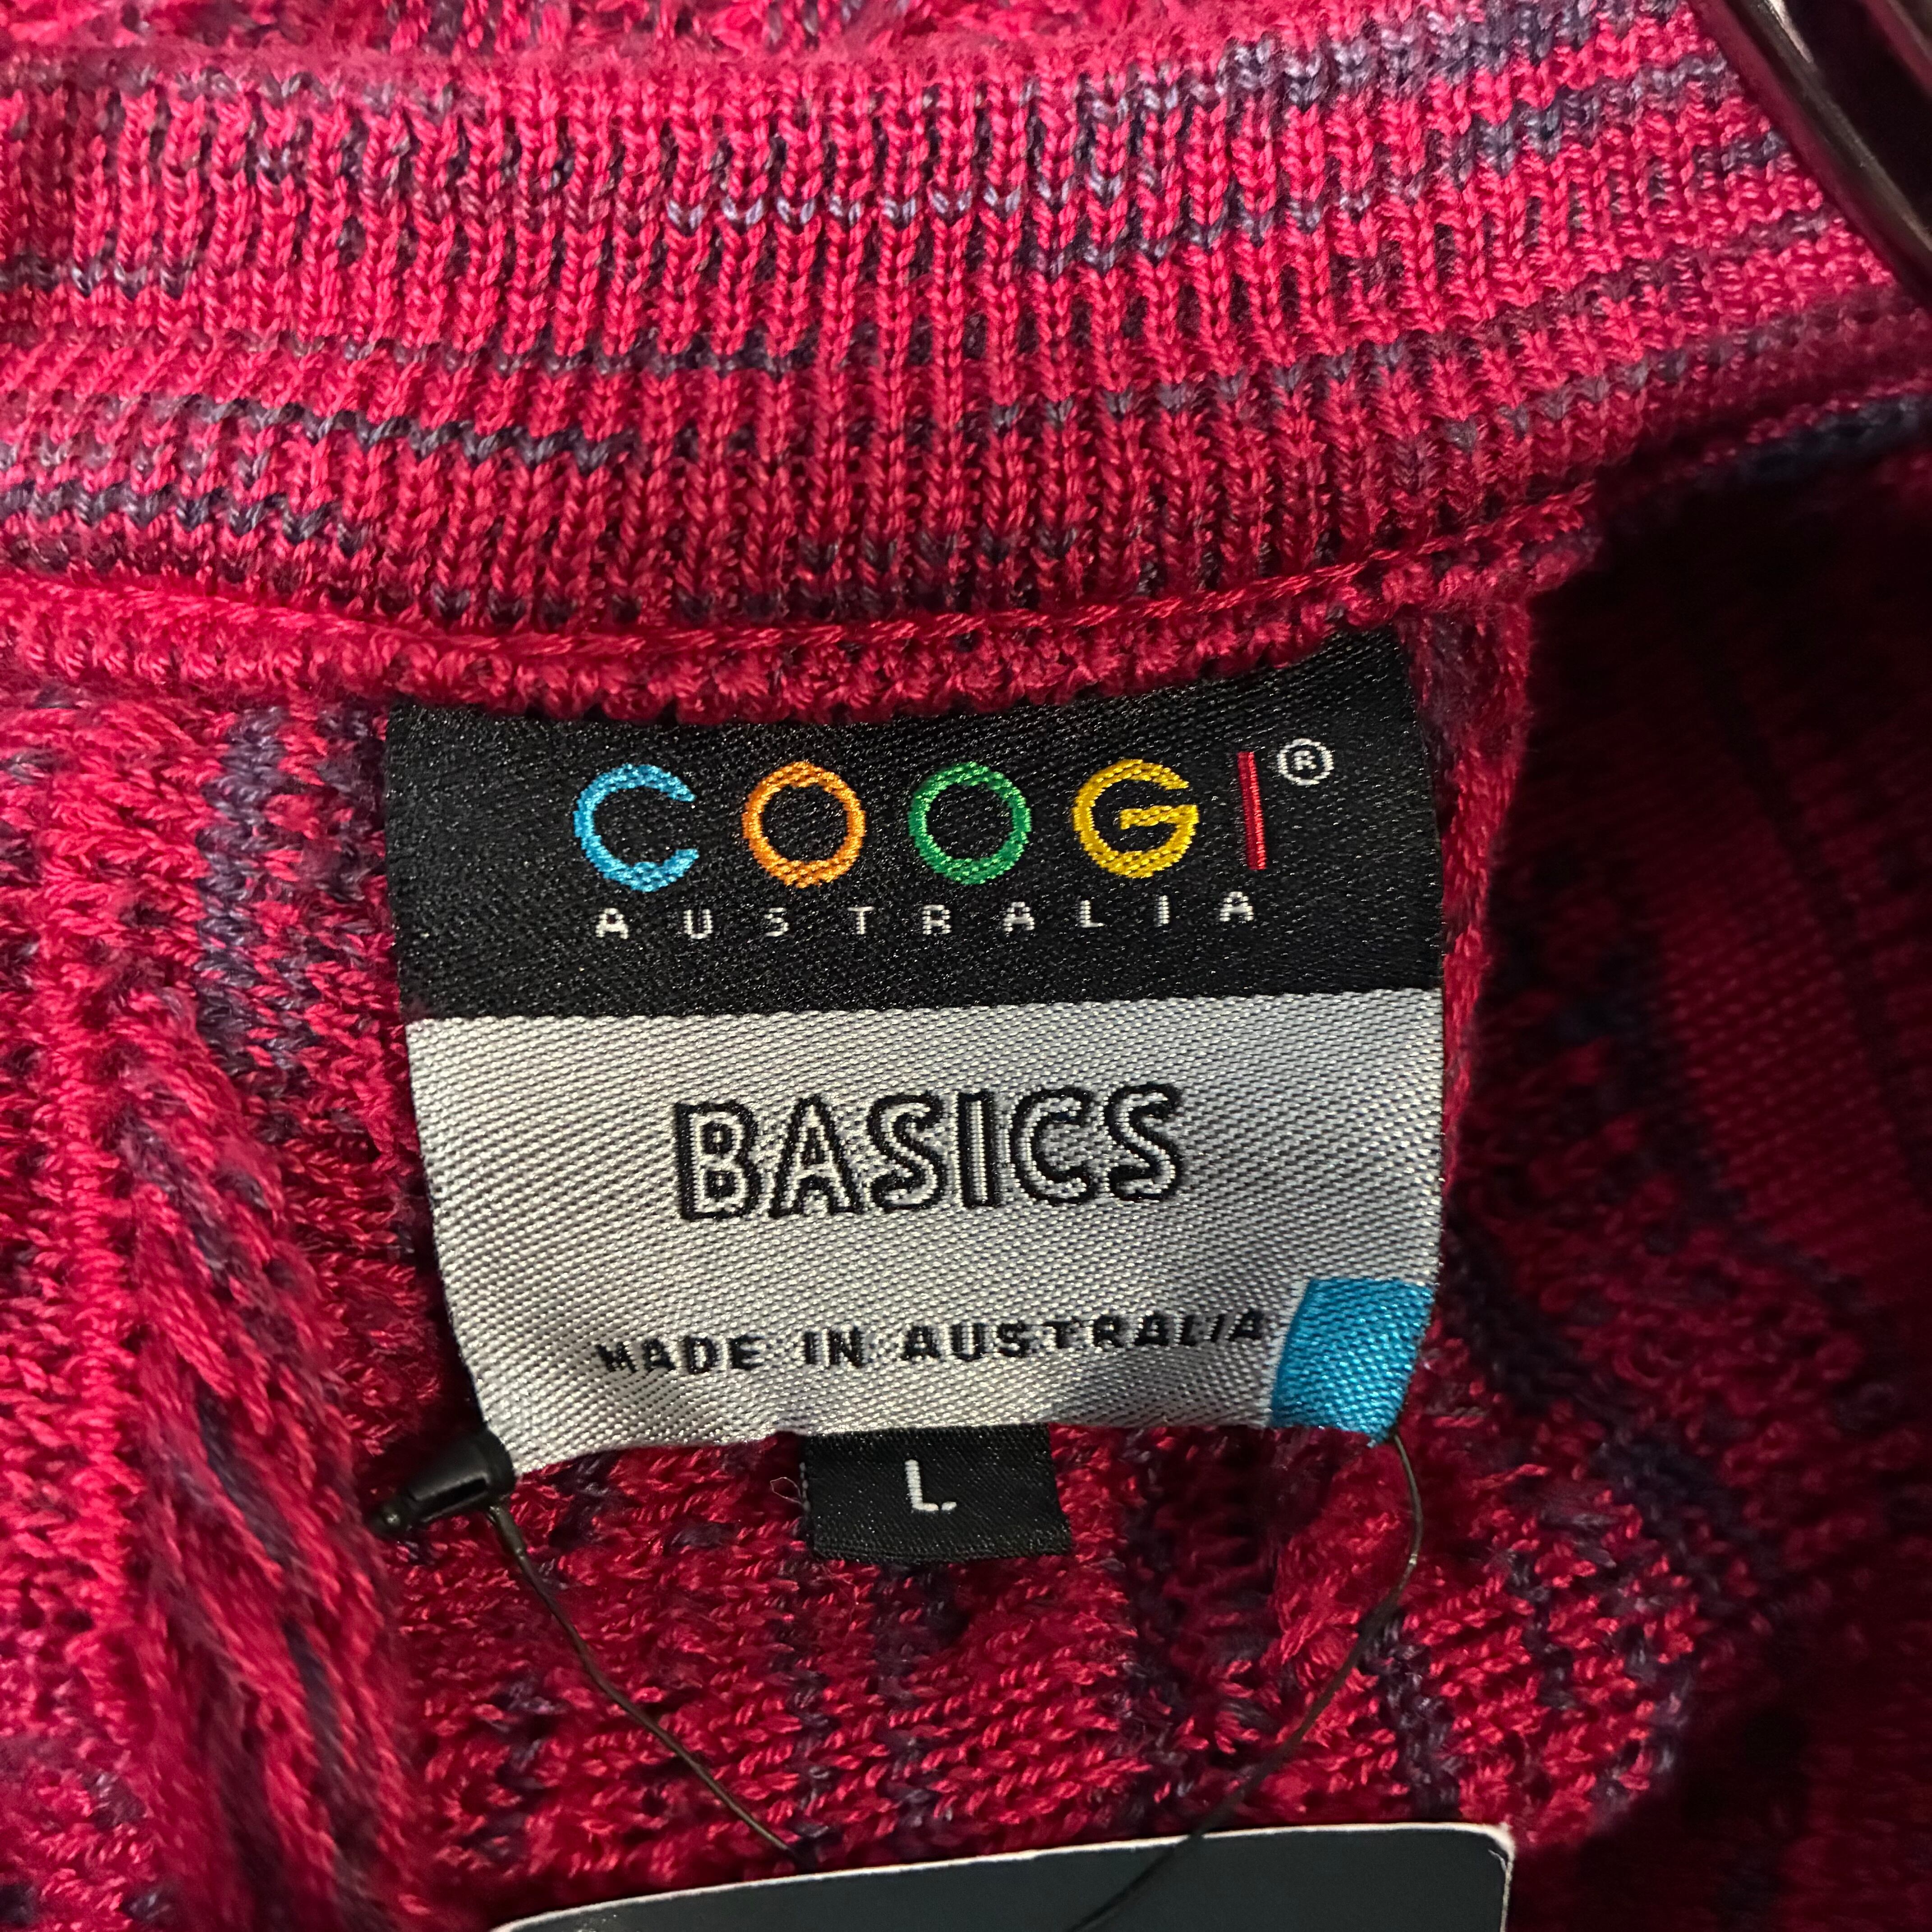 COOGI®
AUSTRALIA
BASICS
MADE IN AUSTRALIA
L.